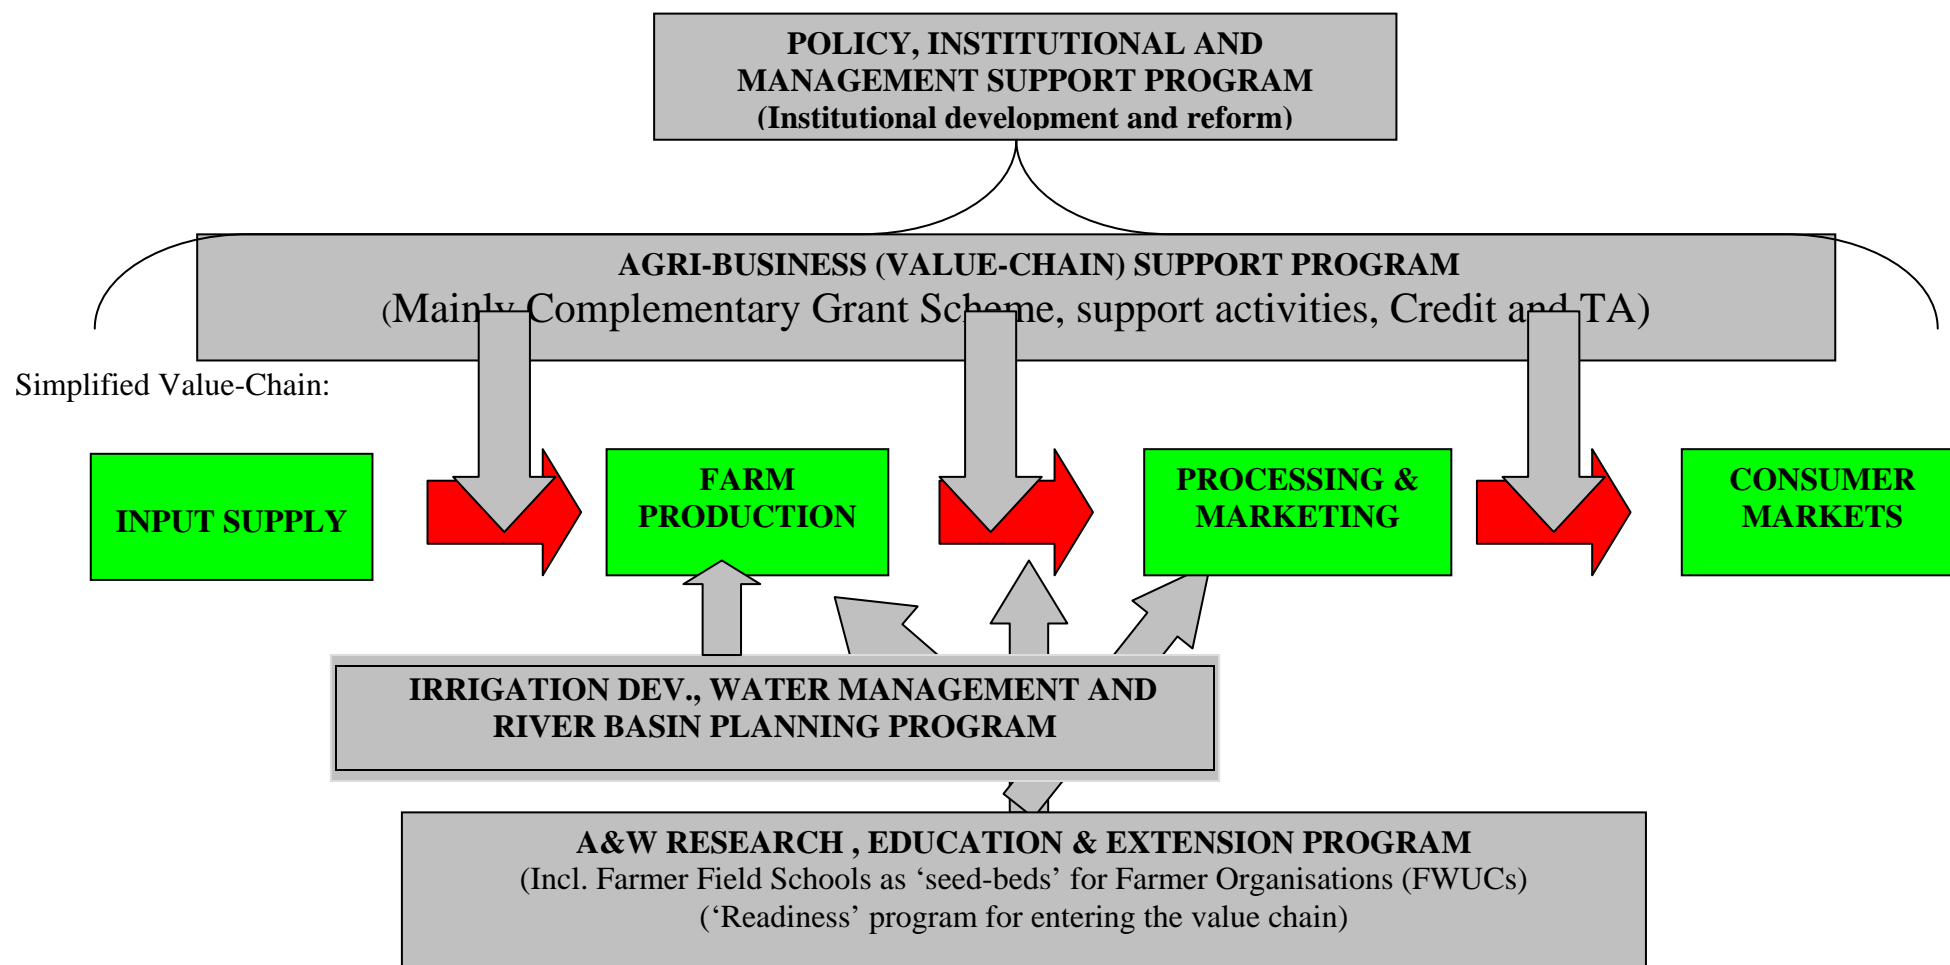 POLICY, INSTITUTIONAL AND
MANAGEMENT SUPPORT PROGRAM
(Institutional development and reform)
AGRI-BUSINESS (VALUE-CHAIN) SUPPORT PROGRAM
(Mainly Complementary Grant Scheme, support activities, Credit and TA)
Simplified Value-Chain:
INPUT SUPPLY
FARM
PRODUCTION
PROCESSING &
MARKETING
CONSUMER
MARKETS
IRRIGATION DEV., WATER MANAGEMENT AND
RIVER BASIN PLANNING PROGRAM
A&W RESEARCH , EDUCATION & EXTENSION PROGRAM
(Incl. Farmer Field Schools as ‘seed-beds’ for Farmer Organisations (FWUCs)
(‘Readiness’ program for entering the value chain)